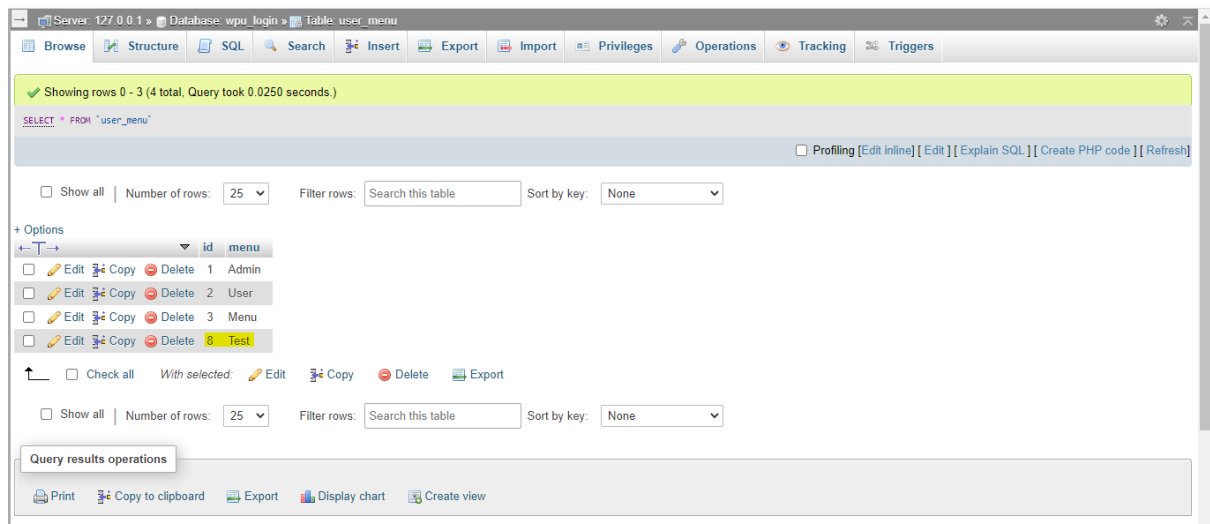 Server: 127.0.0.1 » Database: wpu_login » Table: user_menu
Browse Structure SQL Search Insert Export Import Privileges Operations Tracking Triggers
Showing rows 0 - 3 (4 total, Query took 0.0250 seconds.)
SELECT * FROM `user_menu`
Profiling [Edit inline] [ Edit ] [ Explain SQL ] [ Create PHP code ] [ Refresh]
Show all | Number of rows: 25 Filter rows: Search this table Sort by key: None
+ Options
←T→ id menu
Edit Copy Delete 1 Admin
Edit Copy Delete 2 User
Edit Copy Delete 3 Menu
Edit Copy Delete 8 Test
Check all With selected: Edit Copy Delete Export
Show all | Number of rows: 25 Filter rows: Search this table Sort by key: None
Query results operations
Print Copy to clipboard Export Display chart Create view